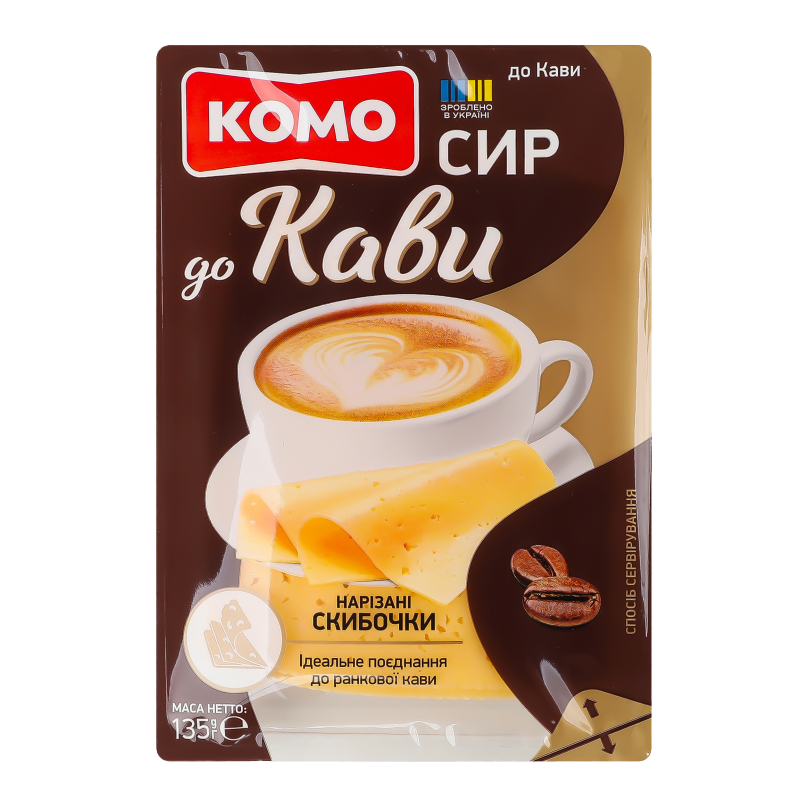 до Кави
КОМО
ЗРОБЛЕНО
В УКРАЇНІ
СИР
до Кави
СПОСІБ СЕРВІРУВАННЯ
НАРІЗАНІ
СКИБОЧКИ
Ідеальне поєднання
до ранкової кави
МАСА НЕТТО:
135 g/г ℮